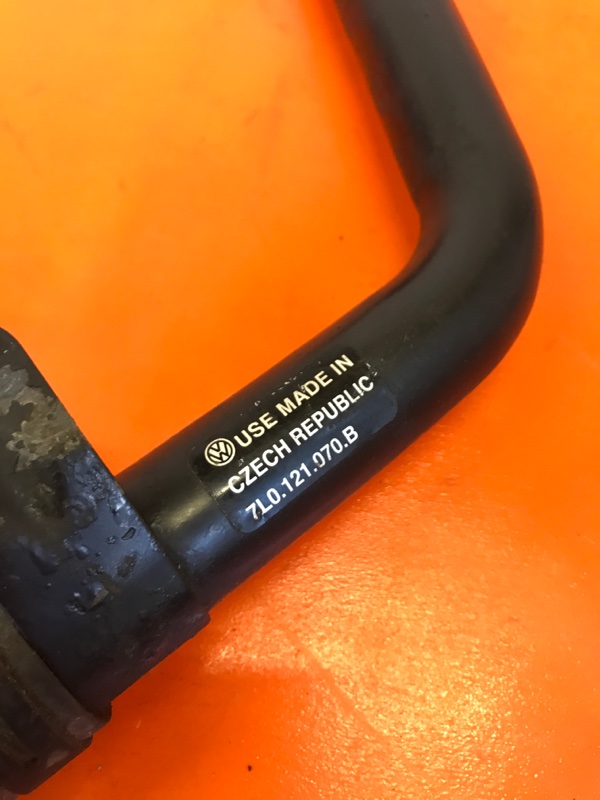 USE MADE IN
CZECH REPUBLIC
7L0.121.070.B